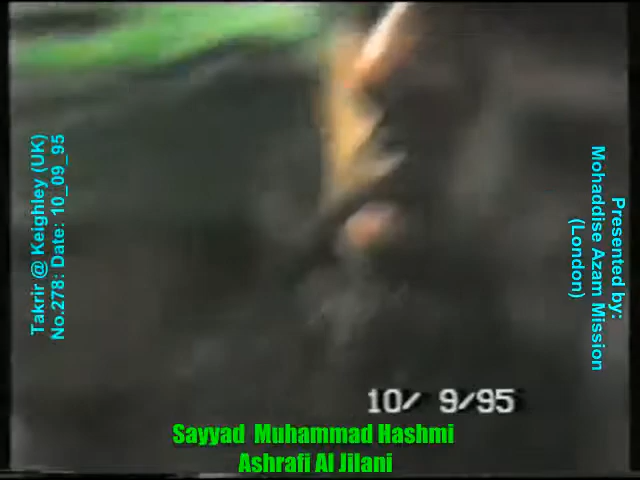 Takrir @ Keighley (UK)
No.278: Date: 10_09_95
Presented by:
Mohaddise Azam Mission
(London)
10/ 9/95
Sayyad Muhammad Hashmi
Ashrafi Al Jilani